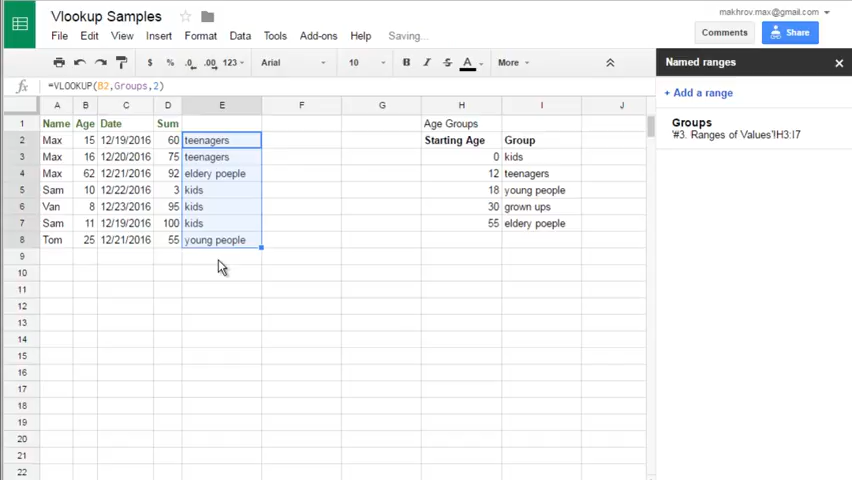 Vlookup Samples
makhrov.max@gmail.com
File Edit View Insert Format Data Tools Add-ons Help Saving...
Comments
Share
$ % .0 .00 123 Arial 10 B I S A More
Named ranges
fx =VLOOKUP(B2,Groups,2)
+ Add a range
A B C D E F G H I J
1 Name Age Date Sum Age Groups
2 Max 15 12/19/2016 60 teenagers Starting Age Group
3 Max 16 12/20/2016 75 teenagers 0 kids
4 Max 62 12/21/2016 92 eldery poeple 12 teenagers
5 Sam 10 12/22/2016 3 kids 18 young people
6 Van 8 12/23/2016 95 kids 30 grown ups
7 Sam 11 12/19/2016 100 kids 55 eldery poeple
8 Tom 25 12/21/2016 55 young people
9
10
11
12
13
14
15
16
17
18
19
20
21
22
Groups
'#3. Ranges of Values'!H3:I7